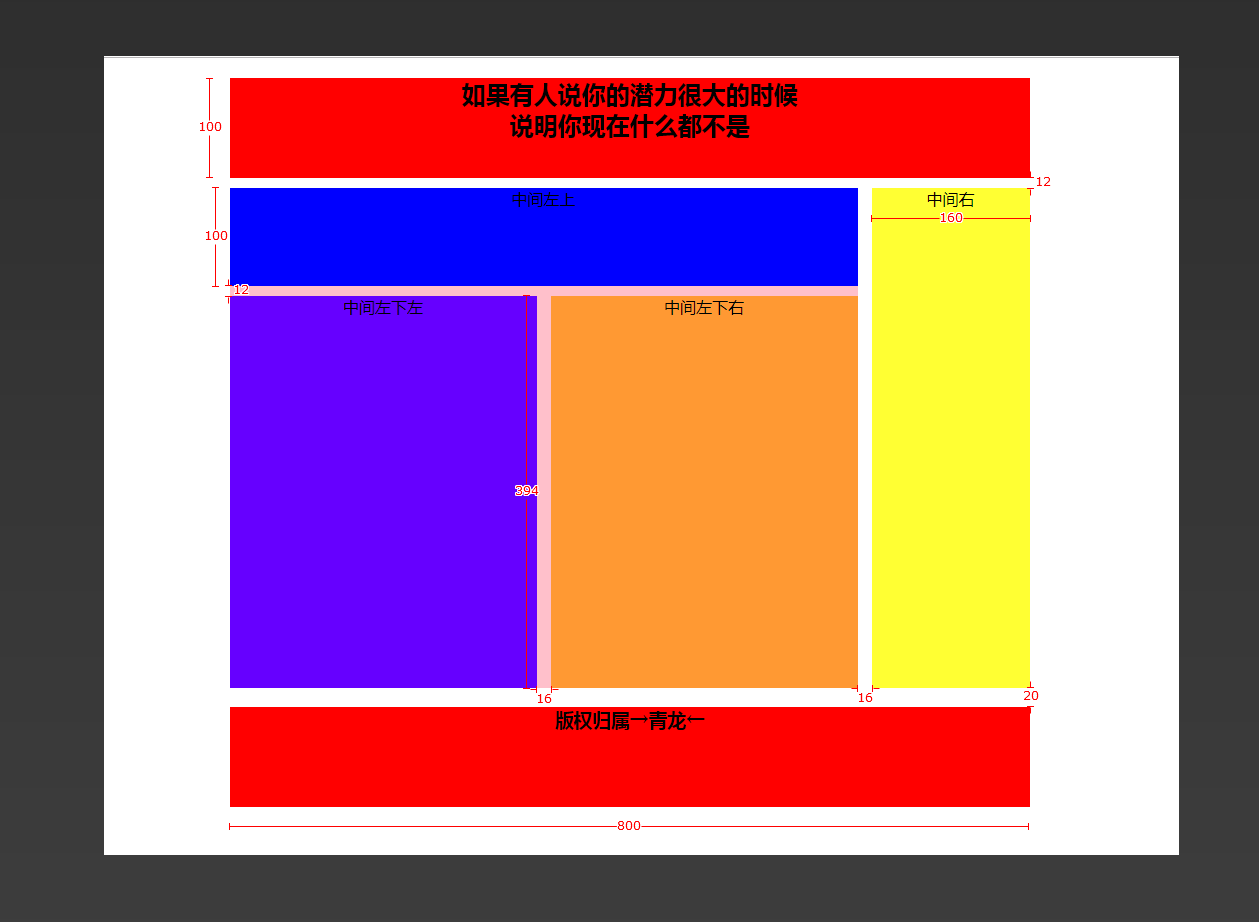 如果有人说你的潜力很大的时候
说明你现在什么都不是
100
12
中间左上
中间右
160
100
12
中间左下左
中间左下右
394
16
16
20
版权归属→青龙←
800